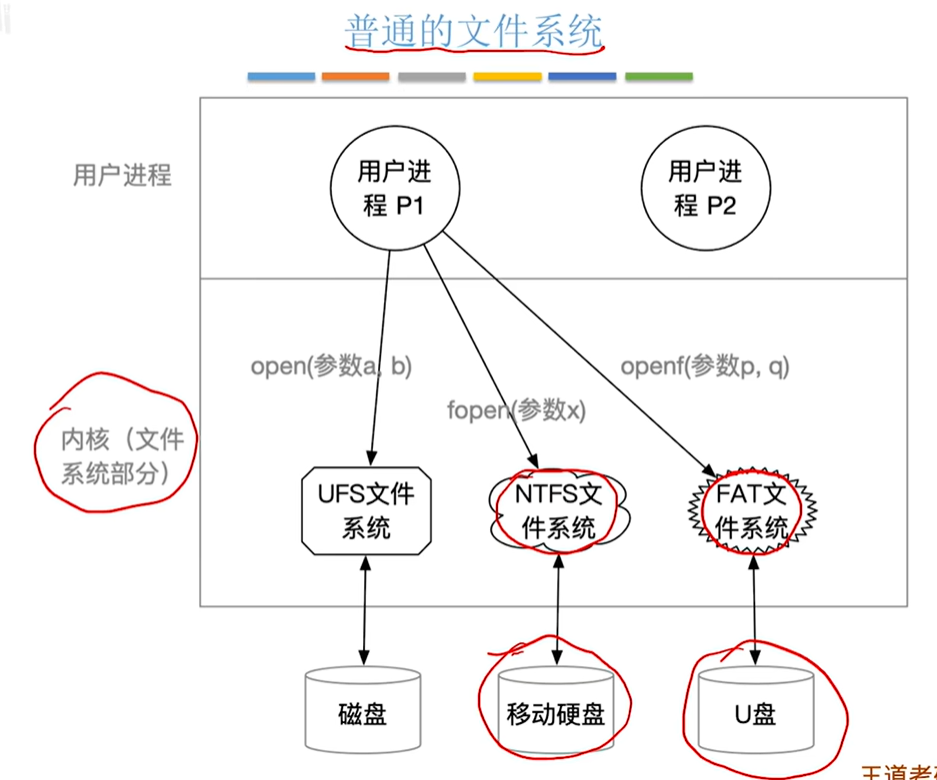 普通的文件系统
用户进程
用户进
程 P1
用户进
程 P2
open(参数a, b)
openf(参数p, q)
fopen(参数x)
内核（文件
系统部分）
UFS文件
系统
NTFS文
件系统
FAT文
件系统
磁盘
移动硬盘
U盘
王道考